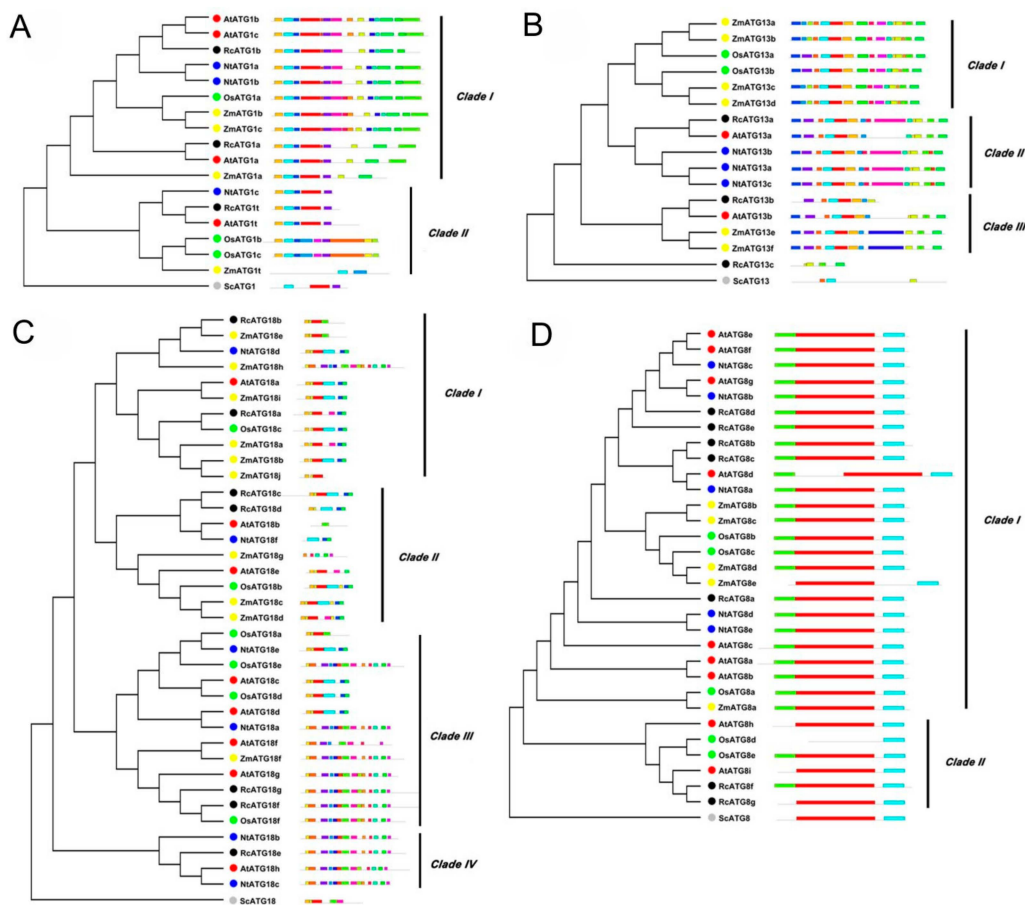 A
AtATG1b
AtATG1c
RcATG1b
NtATG1a
NtATG1b
OsATG1a
ZmATG1b
ZmATG1c
RcATG1a
AtATG1a
ZmATG1a
NtATG1c
RcATG1t
AtATG1t
OsATG1b
OsATG1c
ZmATG1t
ScATG1
Clade I
Clade II
B
ZmATG13a
ZmATG13b
OsATG13a
OsATG13b
ZmATG13c
ZmATG13d
RcATG13a
AtATG13a
NtATG13b
NtATG13a
NtATG13c
RcATG13b
AtATG13b
ZmATG13e
ZmATG13f
RcATG13c
ScATG13
Clade I
Clade II
Clade III
C
RcATG18b
ZmATG18e
NtATG18d
ZmATG18h
AtATG18a
ZmATG18i
RcATG18a
OsATG18c
ZmATG18a
ZmATG18b
ZmATG18j
RcATG18c
RcATG18d
AtATG18b
NtATG18f
ZmATG18g
AtATG18e
OsATG18b
ZmATG18c
ZmATG18d
OsATG18a
NtATG18e
OsATG18e
AtATG18c
OsATG18d
AtATG18d
NtATG18a
AtATG18f
ZmATG18f
AtATG18g
RcATG18g
RcATG18f
OsATG18f
NtATG18b
RcATG18e
AtATG18h
NtATG18c
ScATG18
Clade I
Clade II
Clade III
Clade IV
D
AtATG8e
AtATG8f
NtATG8c
AtATG8g
NtATG8b
RcATG8d
RcATG8e
RcATG8b
RcATG8c
AtATG8d
NtATG8a
ZmATG8b
ZmATG8c
OsATG8b
OsATG8c
ZmATG8d
ZmATG8e
RcATG8a
NtATG8d
NtATG8e
AtATG8c
AtATG8a
AtATG8b
OsATG8a
ZmATG8a
AtATG8h
OsATG8d
OsATG8e
AtATG8i
RcATG8f
RcATG8g
ScATG8
Clade I
Clade II